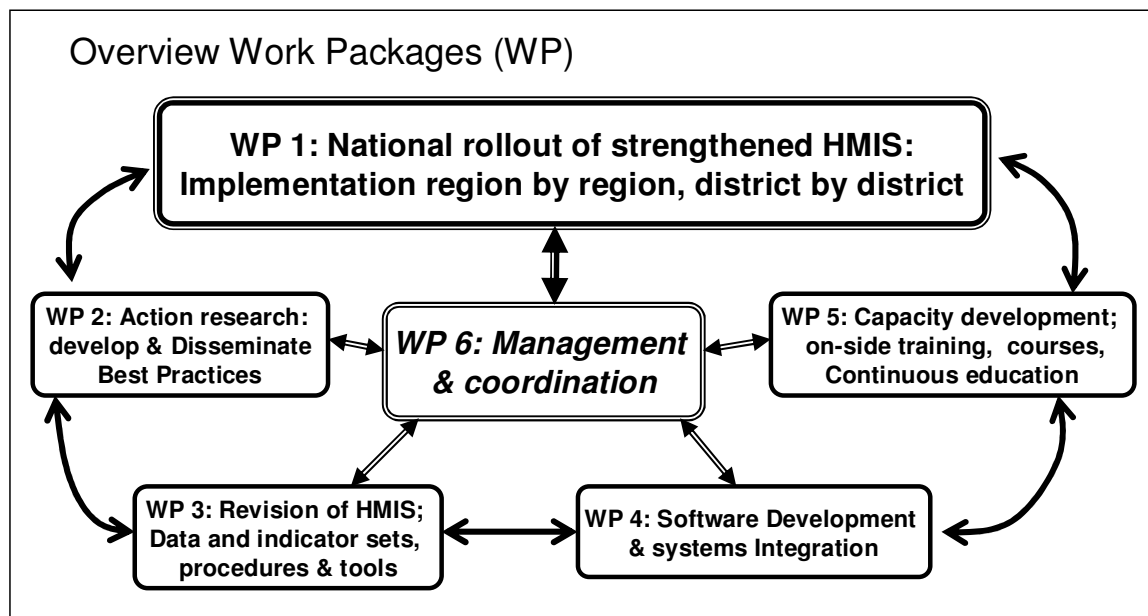 Overview Work Packages (WP)
WP 1: National rollout of strengthened HMIS:
Implementation region by region, district by district
WP 2: Action research:
develop & Disseminate
Best Practices
WP 6: Management
& coordination
WP 5: Capacity development;
on-side training, courses,
Continuous education
WP 3: Revision of HMIS;
Data and indicator sets,
procedures & tools
WP 4: Software Development
& systems Integration